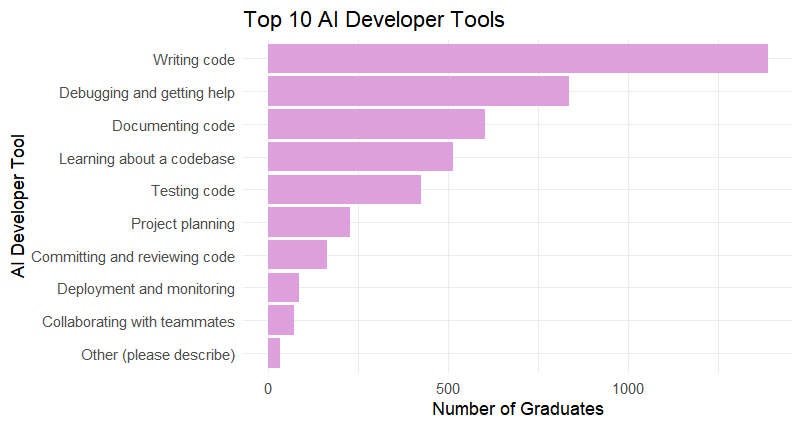 Top 10 AI Developer Tools
AI Developer Tool
Writing code
Debugging and getting help
Documenting code
Learning about a codebase
Testing code
Project planning
Committing and reviewing code
Deployment and monitoring
Collaborating with teammates
Other (please describe)
0 500 1000
Number of Graduates